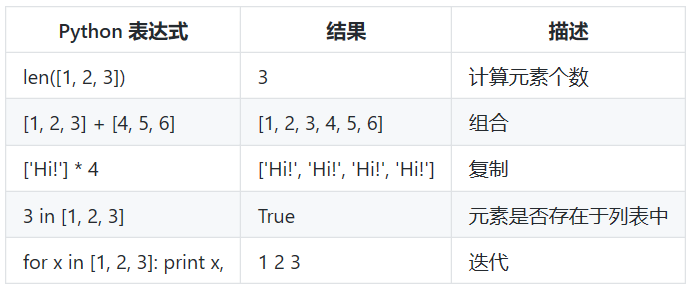 Python 表达式 结果 描述
len([1, 2, 3]) 3 计算元素个数
[1, 2, 3] + [4, 5, 6] [1, 2, 3, 4, 5, 6] 组合
['Hi!'] * 4 ['Hi!', 'Hi!', 'Hi!', 'Hi!'] 复制
3 in [1, 2, 3] True 元素是否存在于列表中
for x in [1, 2, 3]: print x, 1 2 3 迭代